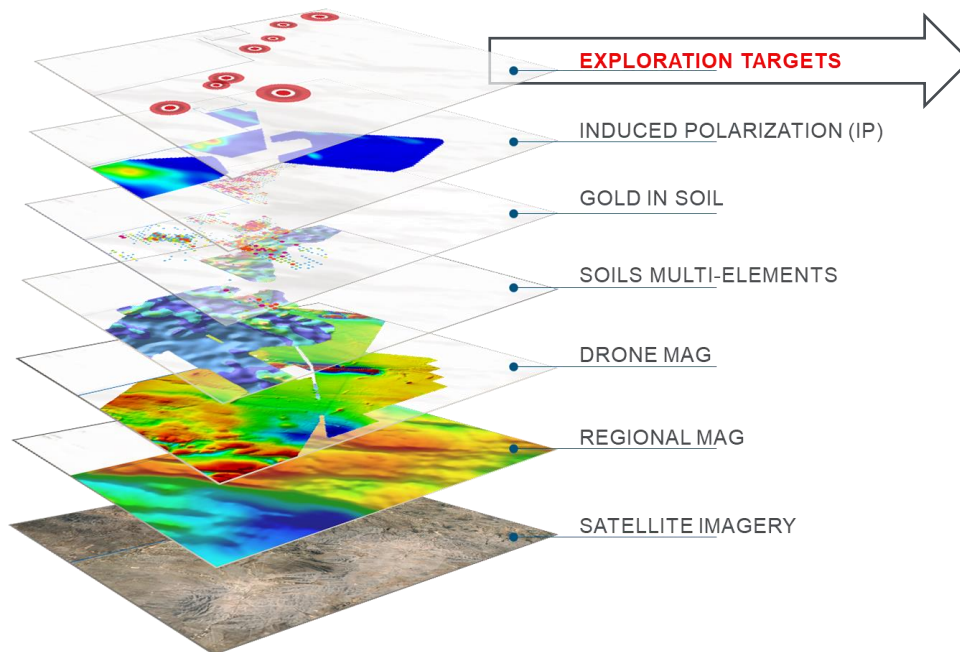 EXPLORATION TARGETS
INDUCED POLARIZATION (IP)
GOLD IN SOIL
SOILS MULTI-ELEMENTS
DRONE MAG
REGIONAL MAG
SATELLITE IMAGERY